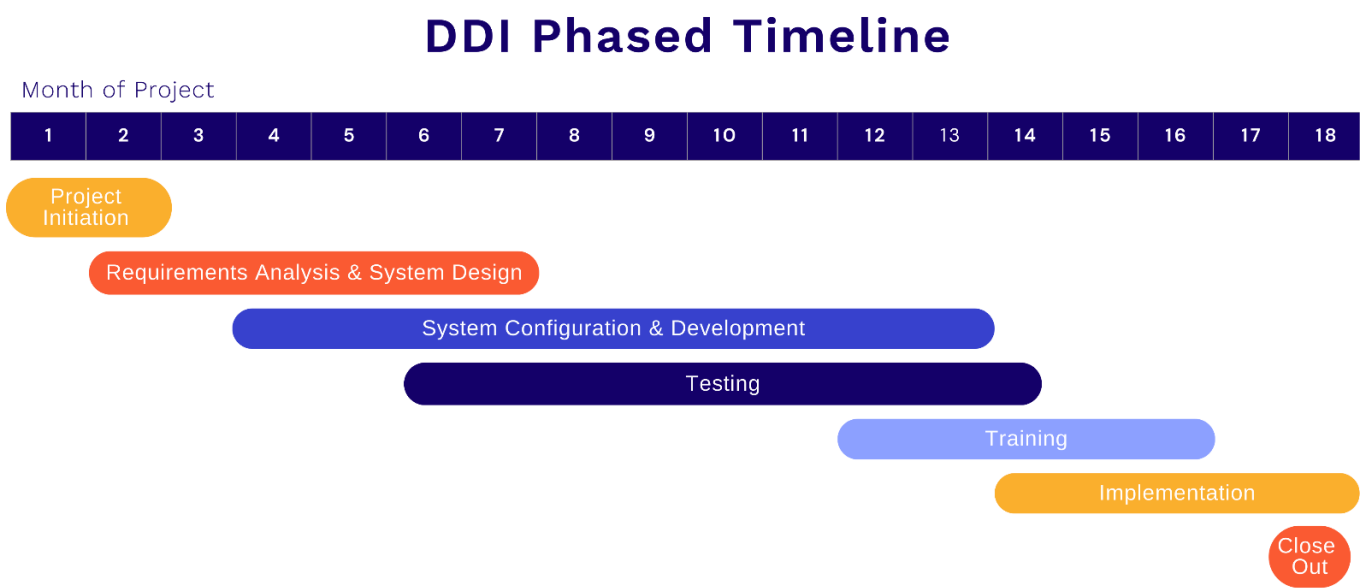 DDI Phased Timeline
Month of Project
1 2 3 4 5 6 7 8 9 10 11 12 13 14 15 16 17 18
Project
Initiation
Requirements Analysis & System Design
System Configuration & Development
Testing
Training
Implementation
Close
Out